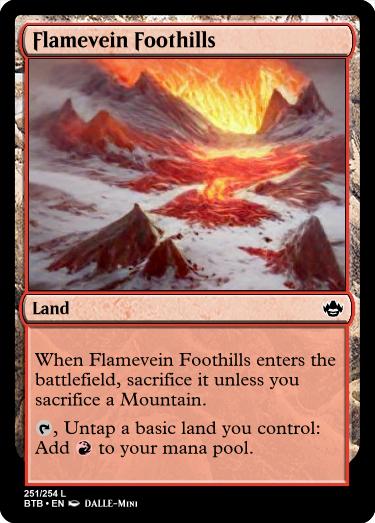 Flamevein Foothills
Land
When Flamevein Foothills enters the
battlefield, sacrifice it unless you
sacrifice a Mountain.
, Untap a basic land you control:
Add to your mana pool.
251/254 L
BTB • EN DALLE-Mini